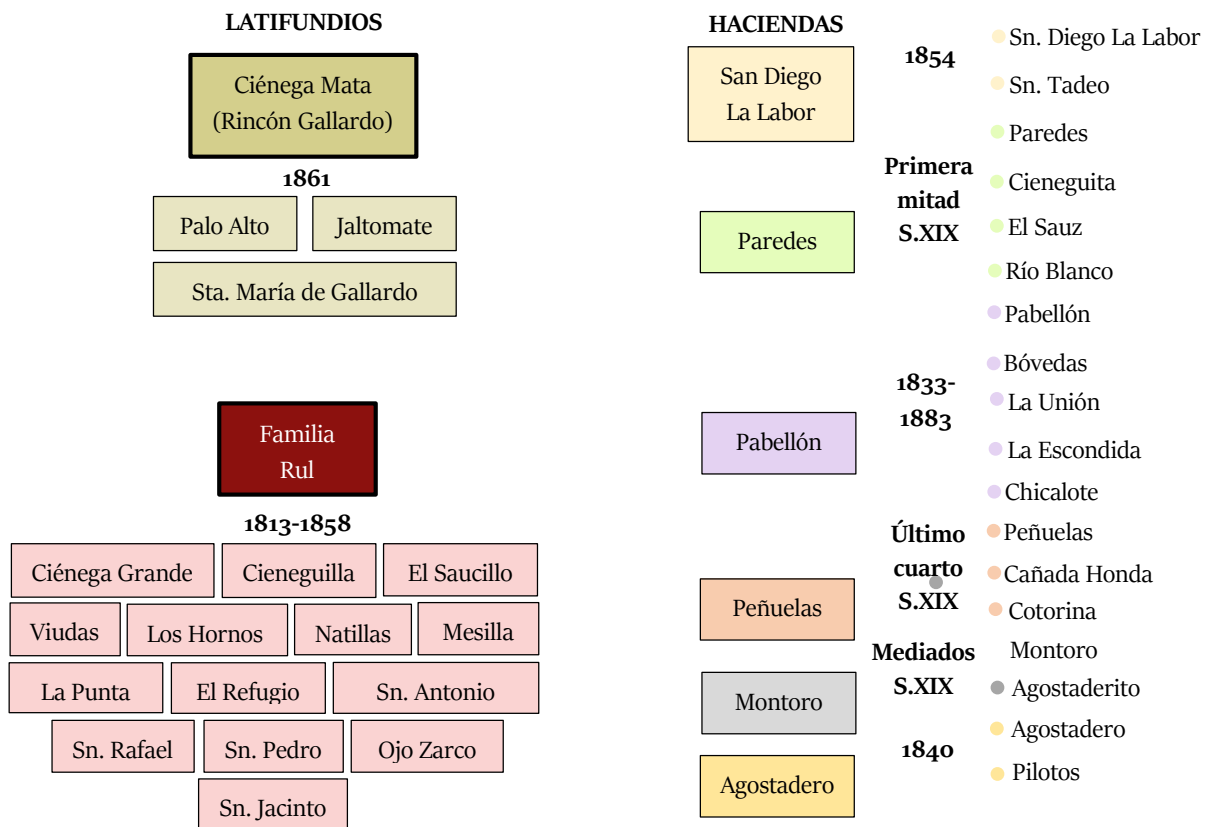 LATIFUNDIOS
Ciénega Mata
(Rincón Gallardo)
1861
Palo Alto
Jaltomate
Sta. María de Gallardo
Familia
Rul
1813-1858
Ciénega Grande
Cieneguilla
El Saucillo
Viudas
Los Hornos
Natillas
Mesilla
La Punta
El Refugio
Sn. Antonio
Sn. Rafael
Sn. Pedro
Ojo Zarco
Sn. Jacinto
HACIENDAS
San Diego
La Labor
1854
Sn. Diego La Labor
Sn. Tadeo
Paredes
Primera
mitad
S.XIX
Paredes
Cieneguita
El Sauz
Río Blanco
Pabellón
1833-
1883
Pabellón
Bóvedas
La Unión
La Escondida
Chicalote
Peñuelas
Último
cuarto
S.XIX
Peñuelas
Cañada Honda
Cotorina
Montoro
Mediados
S.XIX
Montoro
Agostaderito
Agostadero
1840
Agostadero
Pilotos